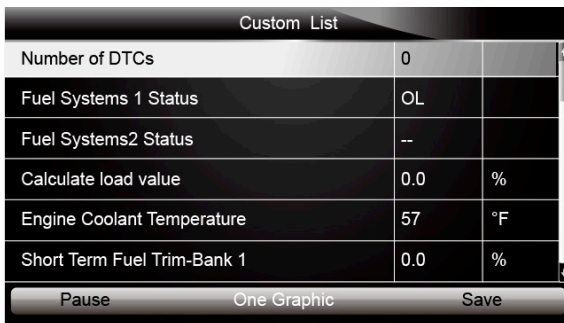 Custom List
Number of DTCs 0
Fuel Systems 1 Status OL
Fuel Systems2 Status --
Calculate load value 0.0 %
Engine Coolant Temperature 57 °F
Short Term Fuel Trim-Bank 1 0.0 %
Pause One Graphic Save